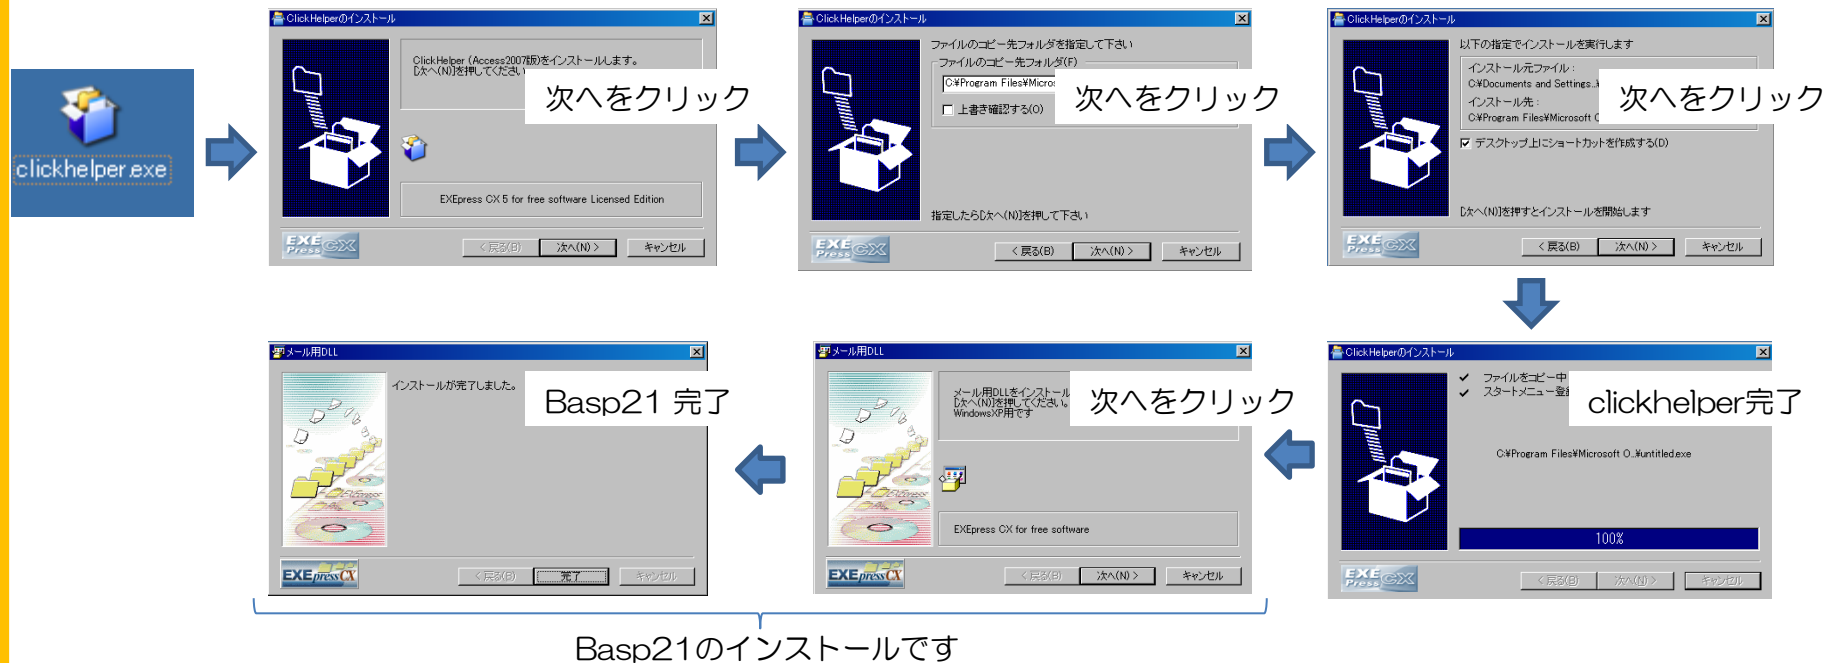 clickhelper.exe
ClickHelperのインストール
ClickHelper (Access2007版)をインストールします。
[次へ(N)]を押してください
次へをクリック
EXEpress CX 5 for free software Licensed Edition
EXE Press CX
< 戻る(B)
次へ(N) >
キャンセル
ClickHelperのインストール
ファイルのコピー先フォルダを指定して下さい
ファイルのコピー先フォルダ(F)
C:¥Program Files¥Micros
上書き確認する(O)
次へをクリック
指定したら[次へ(N)]を押して下さい
EXE Press CX
< 戻る(B)
次へ(N) >
キャンセル
ClickHelperのインストール
以下の指定でインストールを実行します
インストール元ファイル :
C:¥Documents and Settings..¥
インストール先 :
C:¥Program Files¥Microsoft O
次へをクリック
デスクトップ上にショートカットを作成する(D)
[次へ(N)]を押すとインストールを開始します
EXE Press CX
< 戻る(B)
次へ(N) >
キャンセル
メール用DLL
インストールが完了しました。
Basp21 完了
EXEpressCX
< 戻る(B)
完了
キャンセル
メール用DLL
メール用DLLをインストール
[次へ(N)]を押してください。
WindowsXP用です
次へをクリック
EXEpress CX for free software
EXEpressCX
< 戻る(B)
次へ(N) >
キャンセル
ClickHelperのインストール
ファイルをコピー中
スタートメニュー登録
clickhelper完了
C:¥Program Files¥Microsoft O..¥untitled.exe
100%
EXE Press CX
< 戻る(B)
次へ(N) >
キャンセル
Basp21のインストールです